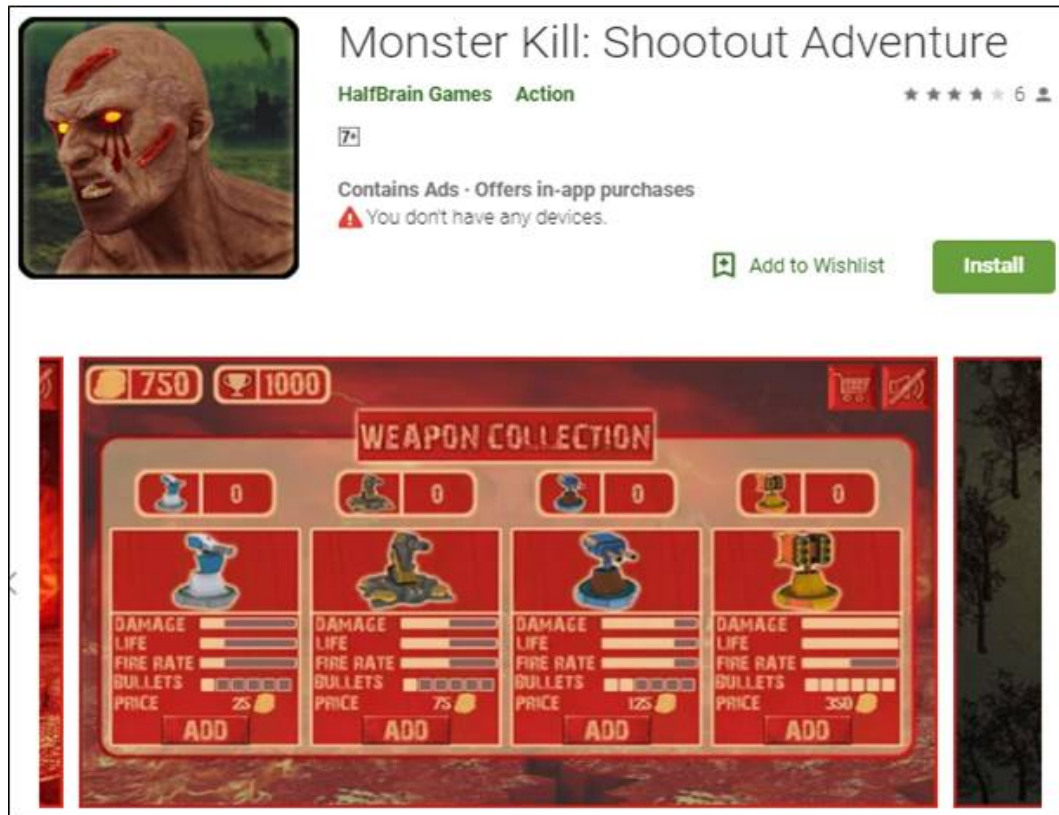 Monster Kill: Shootout Adventure
HalfBrain Games Action 6
7+
Contains Ads · Offers in-app purchases
You don't have any devices.
Add to Wishlist Install
750 1000
WEAPON COLLECTION
0 0 0 0
DAMAGE DAMAGE DAMAGE DAMAGE
LIFE LIFE LIFE LIFE
FIRE RATE FIRE RATE FIRE RATE FIRE RATE
BULLETS BULLETS BULLETS BULLETS
PRICE 25 PRICE 75 PRICE 125 PRICE 350
ADD ADD ADD ADD